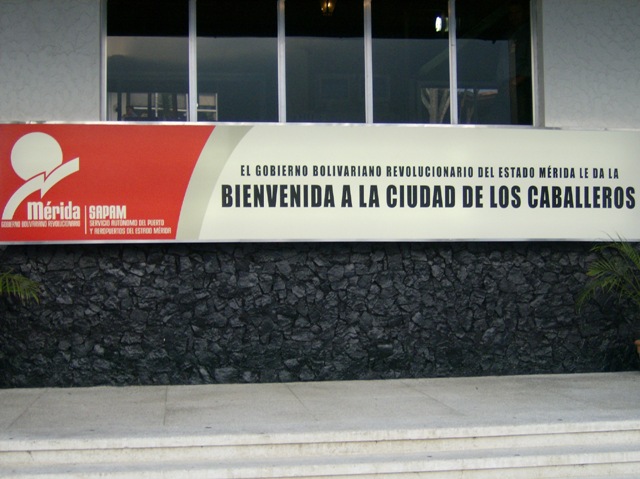 EL GOBIERNO BOLIVARIANO REVOLUCIONARIO DEL ESTADO MÉRIDA LE DA LA
BIENVENIDA A LA CIUDAD DE LOS CABALLEROS
Mérida
GOBIERNO BOLIVARIANO REVOLUCIONARIO
SAPAM
SERVICIO AUTÓNOMO DEL PUERTO
Y AEROPUERTOS DEL ESTADO MÉRIDA